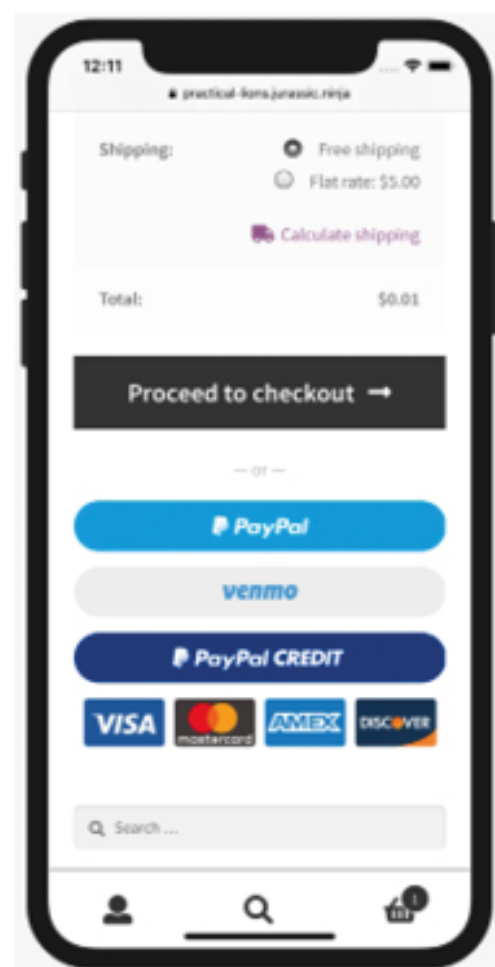 12:11
practical-lions.jurassic.ninja
Shipping: Free shipping
Flat rate: $5.00
Calculate shipping
Total: $0.01
Proceed to checkout
— or —
PayPal
venmo
PayPal CREDIT
VISA mastercard AMEX DISCOVER
Search ...
1